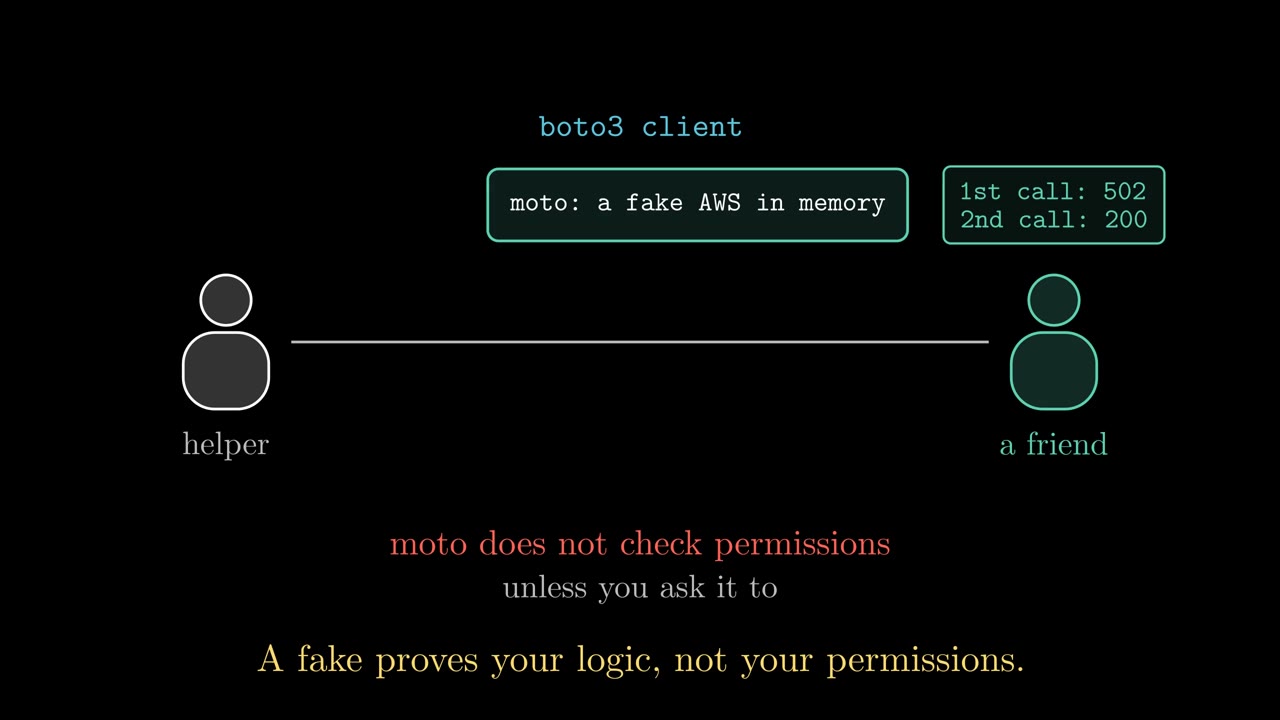 boto3 client
moto: a fake AWS in memory
1st call: 502
2nd call: 200
helper
a friend
moto does not check permissions
unless you ask it to
A fake proves your logic, not your permissions.